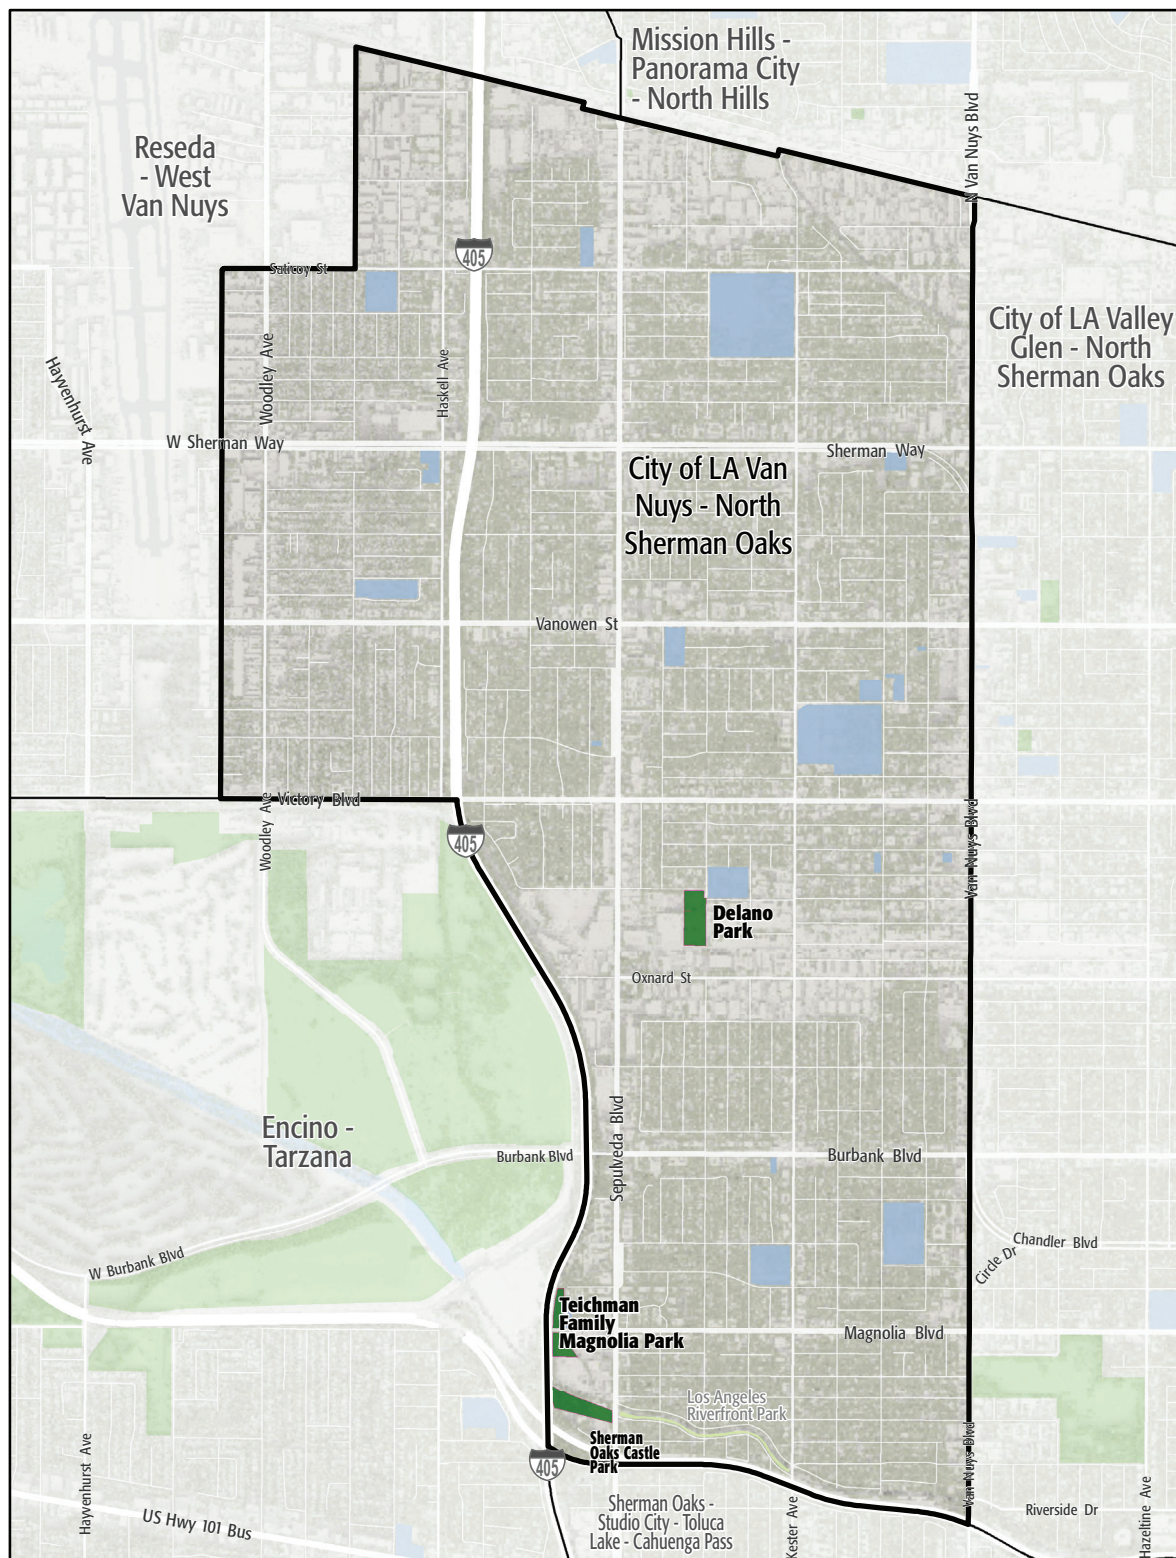 Mission Hills -
Panorama City
- North Hills
N Van Nuys Blvd
Reseda
- West
Van Nuys
405
Saticoy St
City of LA Valley
Glen - North
Sherman Oaks
Hayvenhurst Ave
Woodley Ave
Haskell Ave
W Sherman Way
Sherman Way
City of LA Van
Nuys - North
Sherman Oaks
Vanowen St
Victory Blvd
Woodley Ave
405
Van Nuys Blvd
Delano
Park
Oxnard St
Encino -
Tarzana
Burbank Blvd
Sepulveda Blvd
Burbank Blvd
W Burbank Blvd
Circle Dr
Chandler Blvd
Teichman
Family
Magnolia Park
Magnolia Blvd
Los Angeles
Riverfront Park
Sherman
Oaks Castle
Park
405
Van Nuys Blvd
Hayvenhurst Ave
US Hwy 101 Bus
Sherman Oaks -
Studio City - Toluca
Lake - Cahuenga Pass
Kester Ave
Riverside Dr
Hazeltine Ave